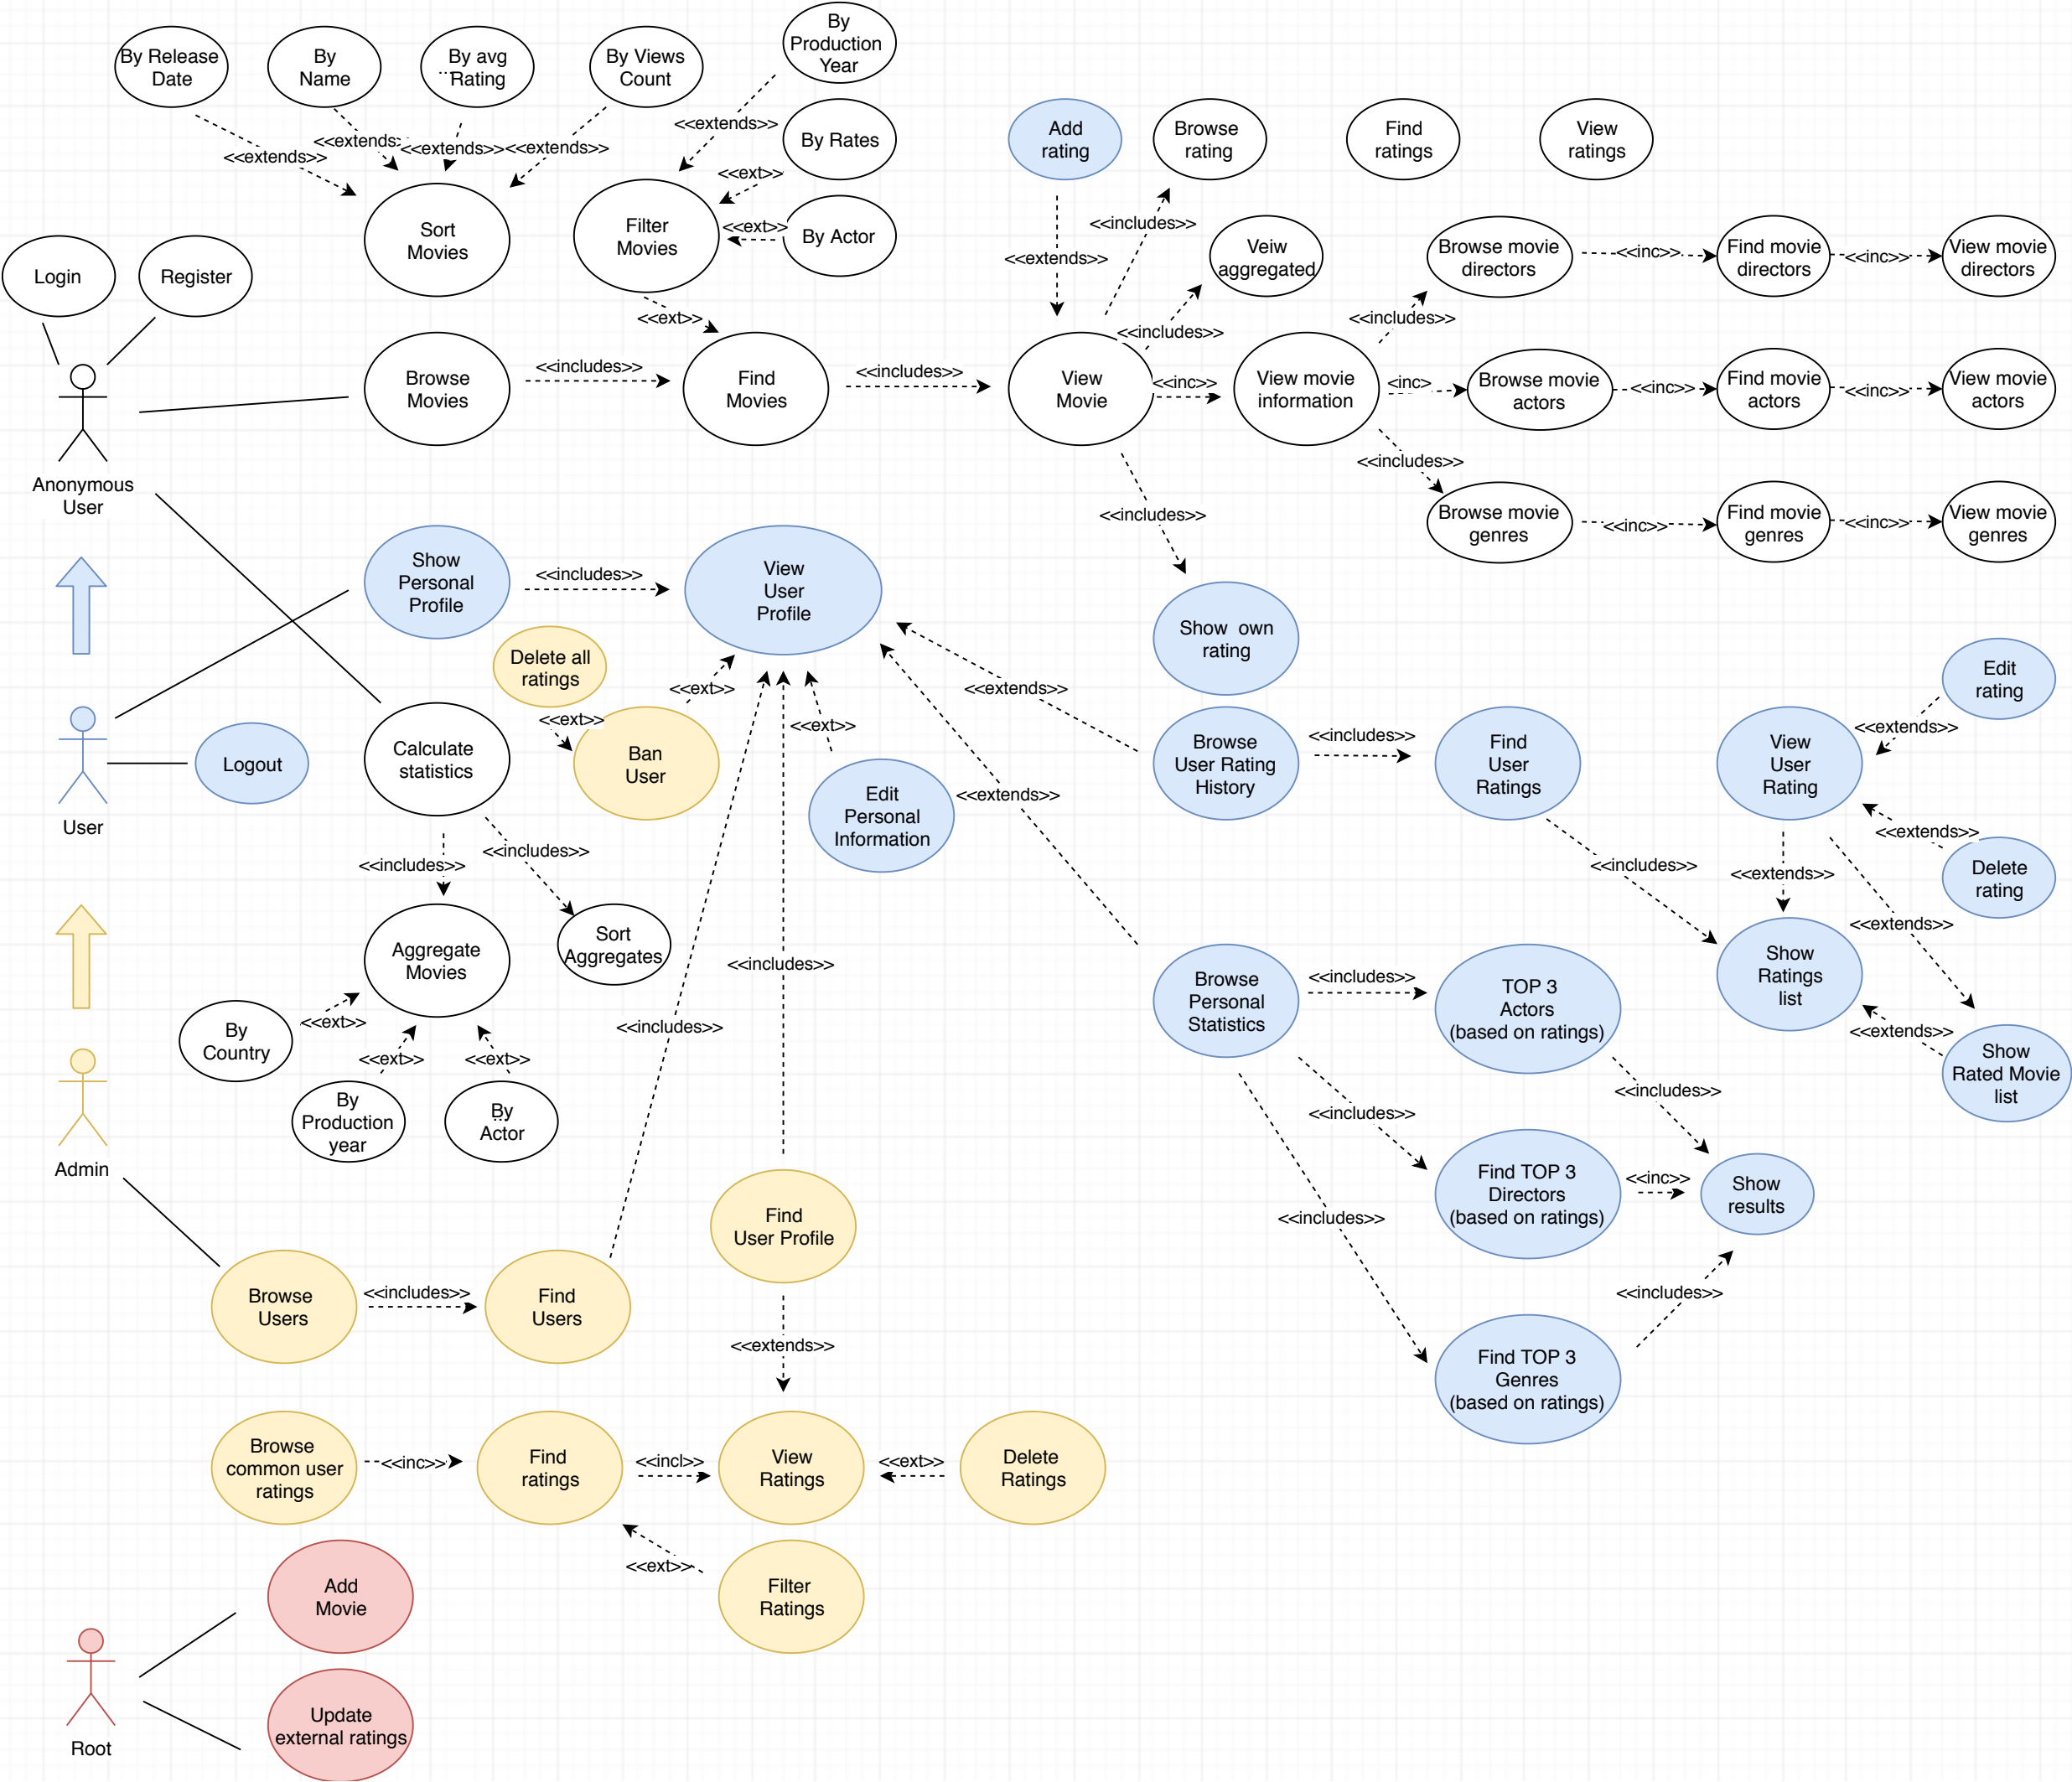 By Release
Date
By
Name
By avg
Rating
By Views
Count
By
Production
Year
<<extends>>
<<extends>
<<extends>>
<<extends>>
<<extends>>
By Rates
<<ext>>
By Actor
<<ext>>
Sort
Movies
Filter
Movies
<<ext>>
Add
rating
Browse
rating
Find
ratings
View
ratings
<<extends>>
<<includes>>
Veiw
aggregated
<<includes>>
Browse movie
directors
<<inc>>
Find movie
directors
<<inc>>
View movie
directors
Login
Register
Anonymous
User
Browse
Movies
<<includes>>
Find
Movies
<<includes>>
View
Movie
<<inc>>
View movie
information
<<includes>>
<<inc>
Browse movie
actors
<<inc>>
Find movie
actors
<<inc>>
View movie
actors
<<includes>>
Browse movie
genres
<<inc>>
Find movie
genres
<<inc>>
View movie
genres
<<includes>>
Show own
rating
Show
Personal
Profile
<<includes>>
View
User
Profile
Delete all
ratings
<<ext>>
Ban
User
<<ext>>
<<ext>>
Edit
Personal
Information
<<extends>>
<<extends>>
Browse
User Rating
History
<<includes>>
Find
User
Ratings
View
User
Rating
Edit
rating
<<extends>>
<<extends>>
Delete
rating
<<includes>>
<<extends>>
<<extends>>
Show
Ratings
list
<<extends>>
Show
Rated Movie
list
User
Logout
Calculate
statistics
<<includes>>
<<includes>>
Aggregate
Movies
Sort
Aggregates
By
Country
<<ext>>
By
Production
year
<<ext>>
By
Actor
<<ext>>
<<includes>>
<<includes>>
Browse
Personal
Statistics
<<includes>>
TOP 3
Actors
(based on ratings)
<<includes>>
<<includes>>
Find TOP 3
Directors
(based on ratings)
<<inc>>
Show
results
<<includes>>
Find TOP 3
Genres
(based on ratings)
<<includes>>
Admin
Browse
Users
<<includes>>
Find
Users
Find
User Profile
<<extends>>
Browse
common user
ratings
<<inc>>
Find
ratings
<<incl>>
View
Ratings
<<ext>>
Delete
Ratings
<<ext>>
Filter
Ratings
Add
Movie
Update
external ratings
Root